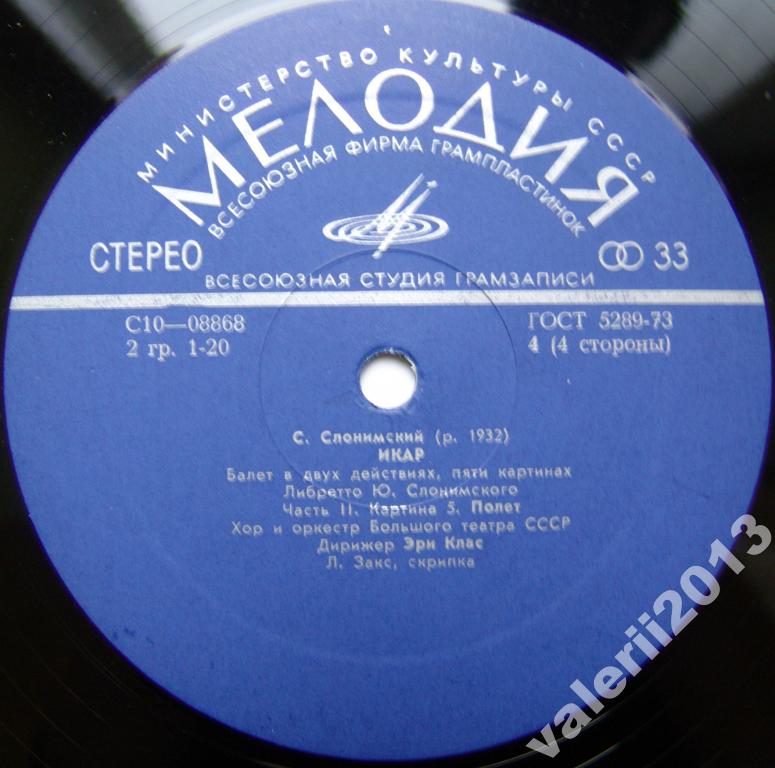 МИНИСТЕРСТВО КУЛЬТУРЫ СССР
МЕЛОДИЯ
ВСЕСОЮЗНАЯ ФИРМА ГРАМПЛАСТИНОК
СТЕРЕО 33
ВСЕСОЮЗНАЯ СТУДИЯ ГРАМЗАПИСИ
С10—08868 ГОСТ 5289-73
2 гр. 1-20 4 (4 стороны)
С. Слонимский (р. 1932)
ИКАР
Балет в двух действиях, пяти картинах
Либретто Ю. Слонимского
Часть II. Картина 5. Полет
Хор и оркестр Большого театра СССР
Дирижер Эри Клас
Л. Закс, скрипка
valerii2013